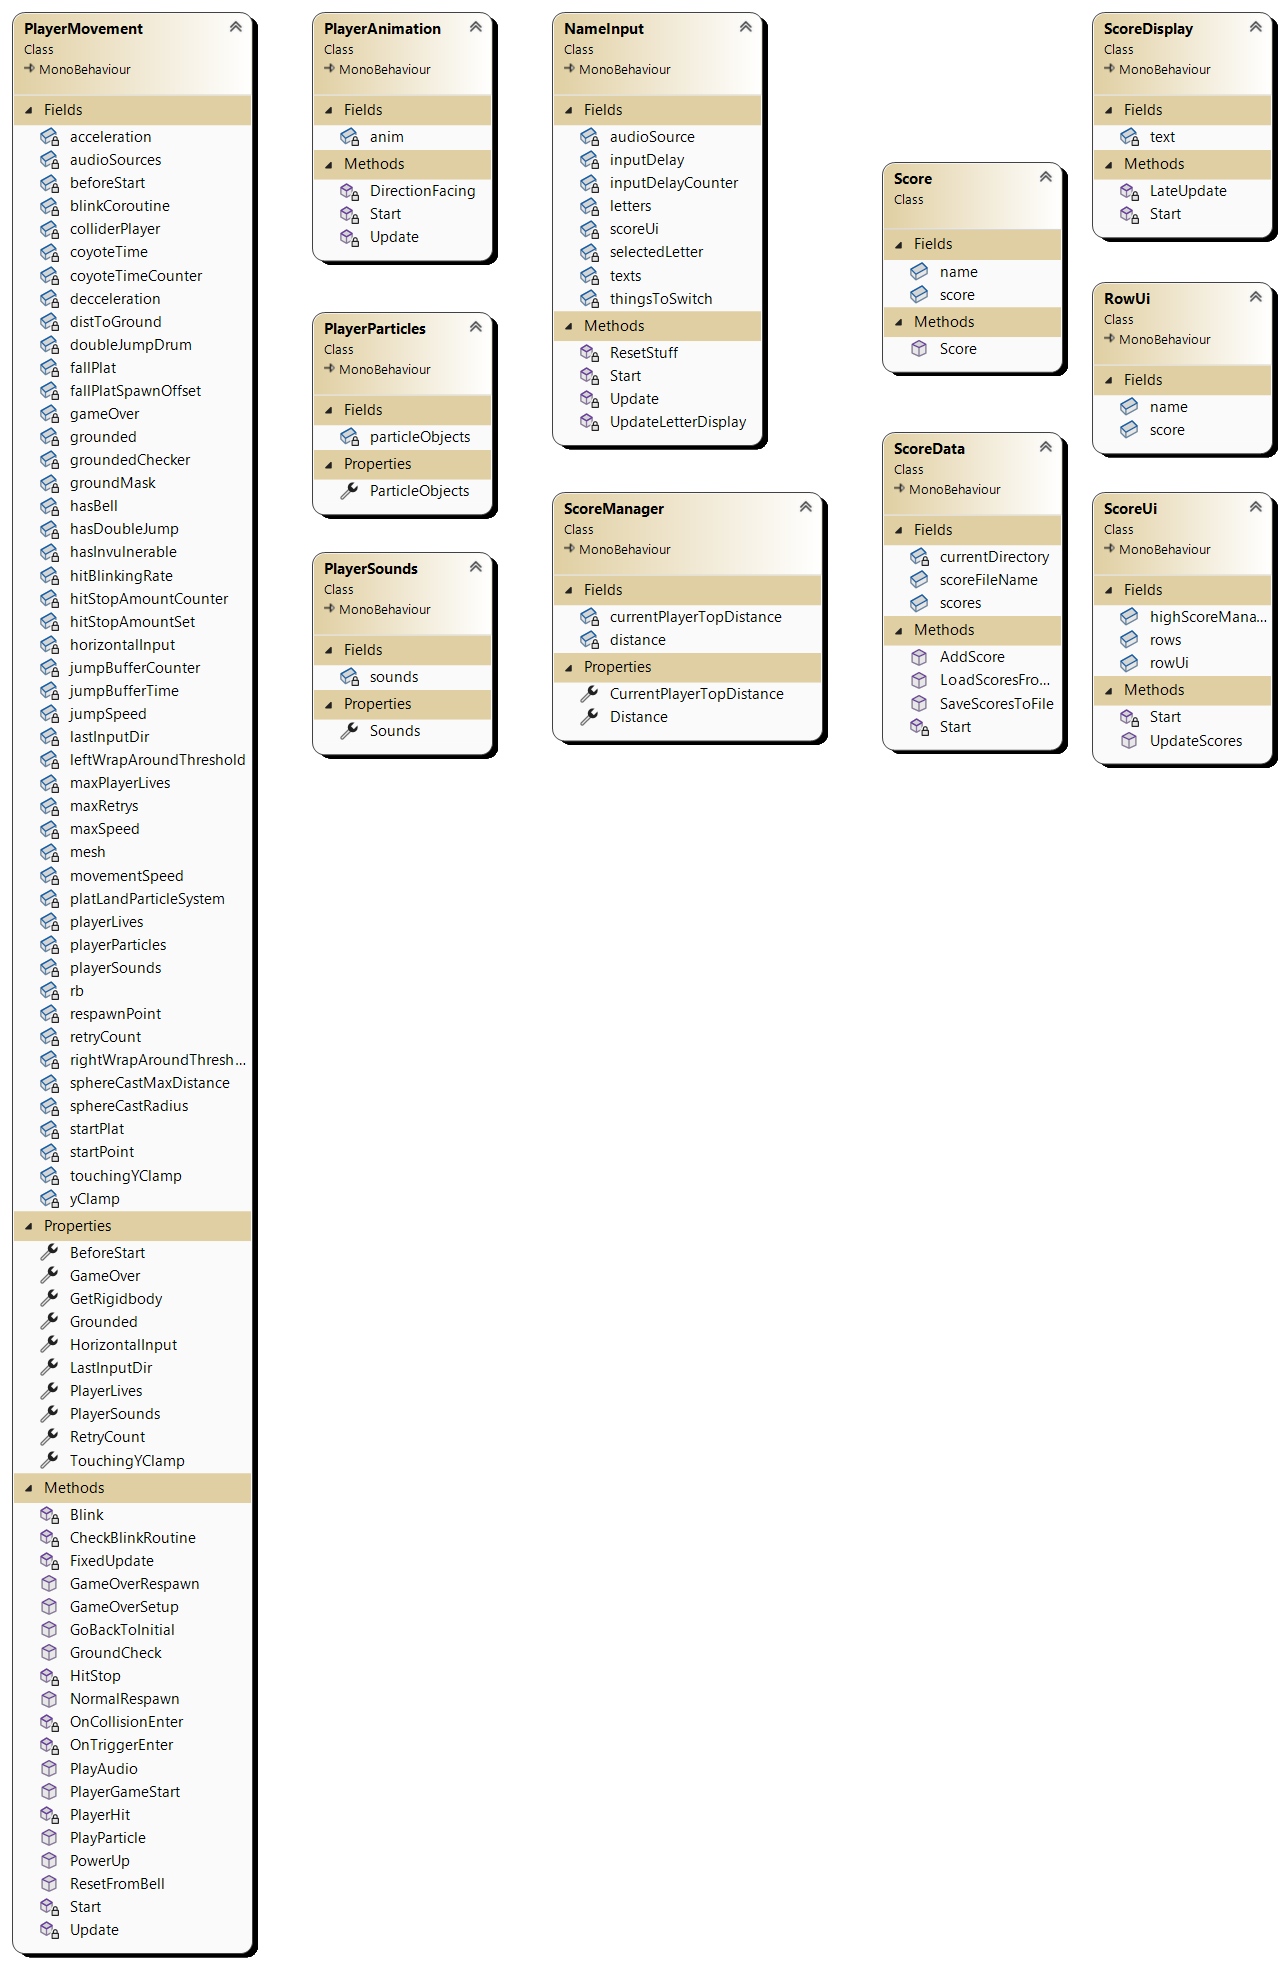 PlayerMovement
Class
MonoBehaviour
Fields
acceleration
audioSources
beforeStart
blinkCoroutine
colliderPlayer
coyoteTime
coyoteTimeCounter
decceleration
distToGround
doubleJumpDrum
fallPlat
fallPlatSpawnOffset
gameOver
grounded
groundedChecker
groundMask
hasBell
hasDoubleJump
hasInvulnerable
hitBlinkingRate
hitStopAmountCounter
hitStopAmountSet
horizontalInput
jumpBufferCounter
jumpBufferTime
jumpSpeed
lastInputDir
leftWrapAroundThreshold
maxPlayerLives
maxRetrys
maxSpeed
mesh
movementSpeed
platLandParticleSystem
playerLives
playerParticles
playerSounds
rb
respawnPoint
retryCount
rightWrapAroundThresh...
sphereCastMaxDistance
sphereCastRadius
startPlat
startPoint
touchingYClamp
yClamp
Properties
BeforeStart
GameOver
GetRigidbody
Grounded
HorizontalInput
LastInputDir
PlayerLives
PlayerSounds
RetryCount
TouchingYClamp
Methods
Blink
CheckBlinkRoutine
FixedUpdate
GameOverRespawn
GameOverSetup
GoBackToInitial
GroundCheck
HitStop
NormalRespawn
OnCollisionEnter
OnTriggerEnter
PlayAudio
PlayerGameStart
PlayerHit
PlayParticle
PowerUp
ResetFromBell
Start
Update
PlayerAnimation
Class
MonoBehaviour
Fields
anim
Methods
DirectionFacing
Start
Update
PlayerParticles
Class
MonoBehaviour
Fields
particleObjects
Properties
ParticleObjects
PlayerSounds
Class
MonoBehaviour
Fields
sounds
Properties
Sounds
NameInput
Class
MonoBehaviour
Fields
audioSource
inputDelay
inputDelayCounter
letters
scoreUi
selectedLetter
texts
thingsToSwitch
Methods
ResetStuff
Start
Update
UpdateLetterDisplay
ScoreManager
Class
MonoBehaviour
Fields
currentPlayerTopDistance
distance
Properties
CurrentPlayerTopDistance
Distance
Score
Class
Fields
name
score
Methods
Score
ScoreData
Class
MonoBehaviour
Fields
currentDirectory
scoreFileName
scores
Methods
AddScore
LoadScoresFro...
SaveScoresToFile
Start
ScoreDisplay
Class
MonoBehaviour
Fields
text
Methods
LateUpdate
Start
RowUi
Class
MonoBehaviour
Fields
name
score
ScoreUi
Class
MonoBehaviour
Fields
highScoreMana...
rows
rowUi
Methods
Start
UpdateScores